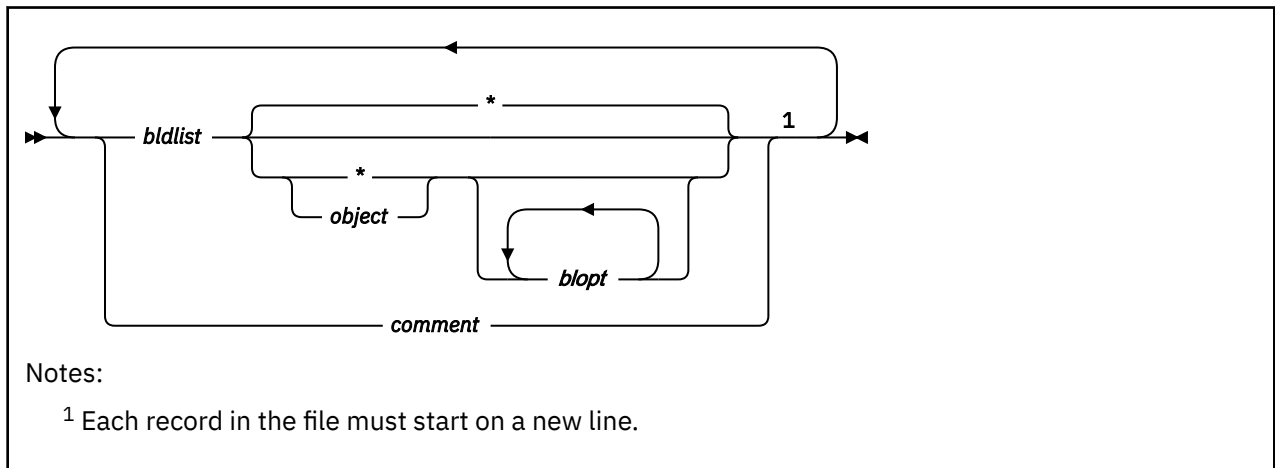 *
bldlist
1
*
object
blopt
comment
Notes:
1 Each record in the file must start on a new line.